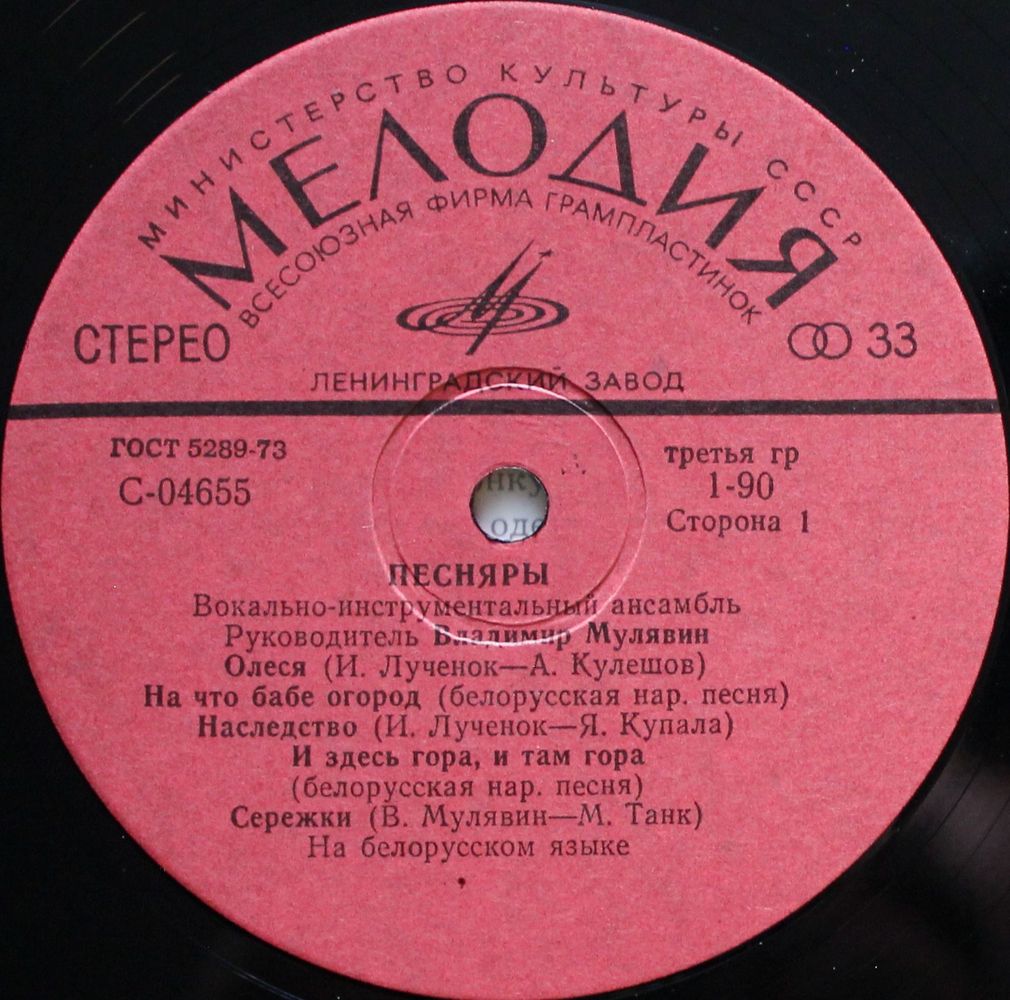 МИНИСТЕРСТВО КУЛЬТУРЫ СССР
МЕЛОДИЯ
ВСЕСОЮЗНАЯ ФИРМА ГРАМПЛАСТИНОК
СТЕРЕО
33
ЛЕНИНГРАДСКИЙ ЗАВОД
ГОСТ 5289-73
С-04655
третья гр
1-90
Сторона 1
ПЕСНЯРЫ
Вокально-инструментальный ансамбль
Руководитель Владимир Мулявин
Олеся (И. Лученок—А. Кулешов)
На что бабе огород (белорусская нар. песня)
Наследство (И. Лученок—Я. Купала)
И здесь гора, и там гора
(белорусская нар. песня)
Сережки (В. Мулявин—М. Танк)
На белорусском языке